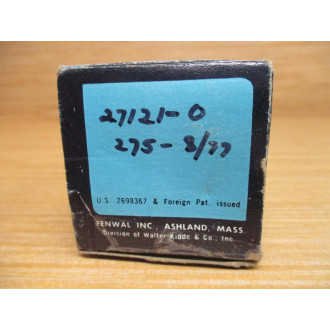 27121-0
275-8/77
U.S. 2698367 & Foreign Pat. issued
FENWAL INC., ASHLAND, MASS.
Division of Walter Kidde & Co., Inc.